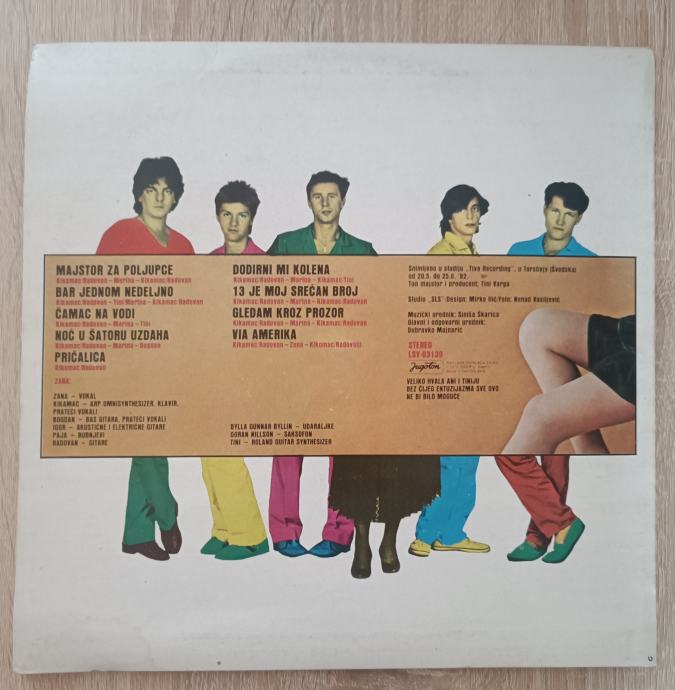 MAJSTOR ZA POLJUPCE
Kikamac/Radovan – Marina – Kikamac/Radovan
BAR JEDNOM NEDELJNO
Kikamac/Radovan – Tini/Marina – Kikamac/Radovan
ČAMAC NA VODI
Kikamac/Radovan – Marina – Tini
NOĆ U ŠATORU UZDAHA
Kikamac/Radovan – Marina – Bogdan
PRIČALICA
Kikamac/Radovan
ZANA:
ZANA – VOKAL
KIKAMAC – ARP OMNISYNTHESIZER, KLAVIR,
PRATEĆI VOKALI
BOGDAN – BAS GITARA, PRATEĆI VOKALI
IGOR – AKUSTIČNE I ELEKTRIČNE GITARE
PAJA – BUBNJEVI
RADOVAN – GITARE
DODIRNI MI KOLENA
Kikamac/Radovan – Marina – Kikamac/Tini
13 JE MOJ SREĆAN BROJ
Kikamac/Radovan – Marina – Kikamac/Radovan
GLEDAM KROZ PROZOR
Kikamac/Radovan – Marina – Kikamac/Radovan
VIA AMERIKA
Kikamac/Radovan – Zana – Kikamac/Radovan
BYLLA GUNNAR BYLLIN – UDARALJKE
GORAN NILLSON – SAKSOFON
TINI – ROLAND GUITAR SYNTHESIZER
Snimljeno u studiju „Tiva Recording", u
od 20.5. do 25.6. '82.
Ton majstor i producent: Tini Varga
Studio „SLS" Design: Mirko Ilić/Foto: Nenad Vasiljević
Muzički urednik: Siniša Škarica
Glavni i odgovorni urednik:
Dubravko Majnarić
STEREO
LSY-63139
Jugoton
VELIKO HVALA ANI I TINIJU
BEZ ČIJEG ENTUZIJAZMA SVE OVO
NE BI BILO MOGUĆE